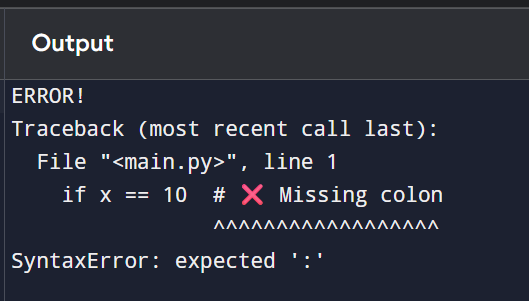 Output
ERROR!
Traceback (most recent call last):
  File "<main.py>", line 1
    if x == 10  # ❌ Missing colon
                ^^^^^^^^^^^^^^^^^^
SyntaxError: expected ':'